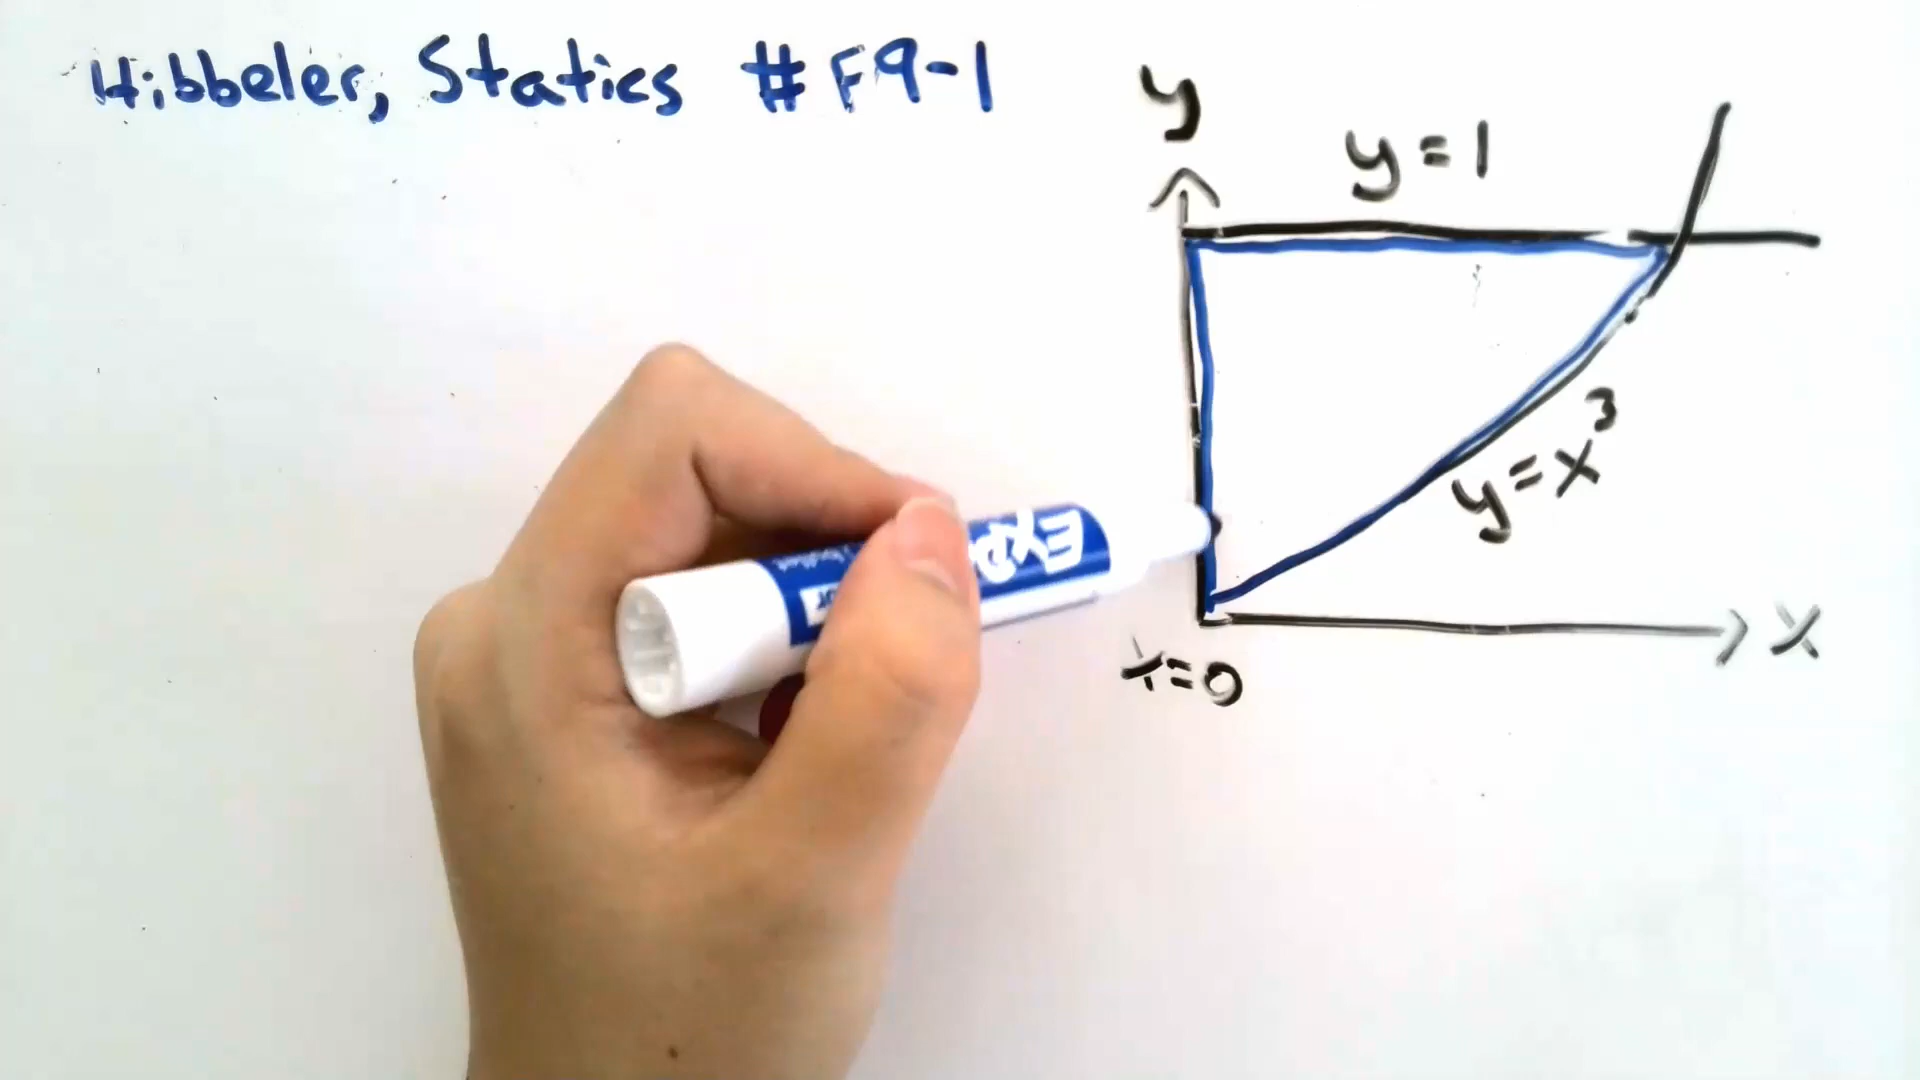 Hibbeler, Statics # F9-1
y
y=1
y=x³
x
x=0